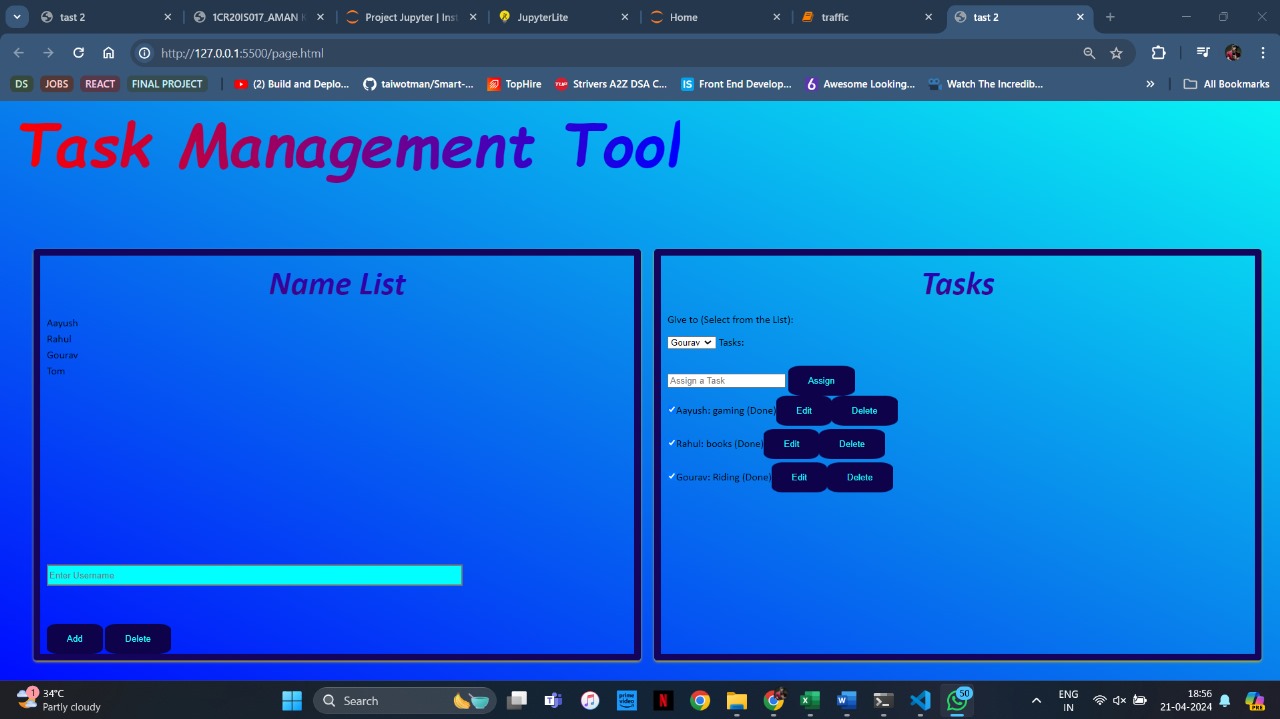 tast 2
1CR20IS017_AMAN K
Project Jupyter | Inst
JupyterLite
Home
traffic
tast 2
http://127.0.0.1:5500/page.html
DS
JOBS
REACT
FINAL PROJECT
(2) Build and Deplo...
taiwotman/Smart-...
TopHire
Strivers A2Z DSA C...
Front End Develop...
Awesome Looking...
Watch The Incredib...
All Bookmarks
Task Management Tool
Name List
Aayush
Rahul
Gourav
Tom
Enter Username
Add
Delete
Tasks
Give to (Select from the List):
Gourav Tasks:
Assign a Task Assign
Aayush: gaming (Done) Edit Delete
Rahul: books (Done) Edit Delete
Gourav: Riding (Done) Edit Delete
1
34°C
Partly cloudy
Search
50
ENG
IN
18:56
21-04-2024